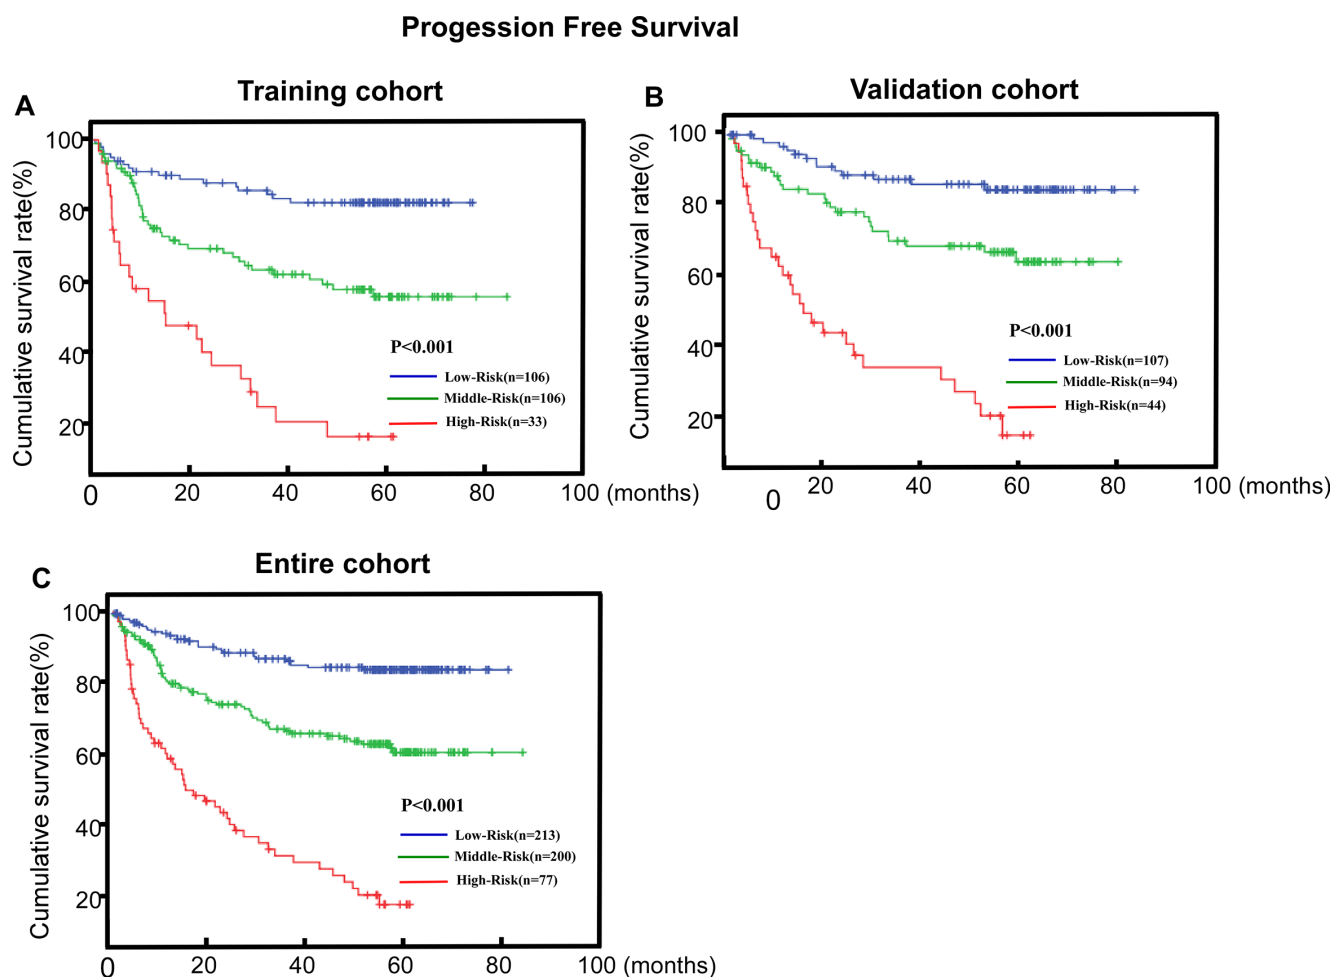 Progession Free Survival
A
Training cohort
Cumulative survival rate(%)
100
80
60
40
20
P<0.001
Low-Risk(n=106)
Middle-Risk(n=106)
High-Risk(n=33)
0 20 40 60 80 100 (months)
B
Validation cohort
Cumulative survival rate(%)
100
80
60
40
20
P<0.001
Low-Risk(n=107)
Middle-Risk(n=94)
High-Risk(n=44)
0 20 40 60 80 100 (months)
C
Entire cohort
Cumulative survival rate(%)
100
80
60
40
20
P<0.001
Low-Risk(n=213)
Middle-Risk(n=200)
High-Risk(n=77)
0 20 40 60 80 100 (months)